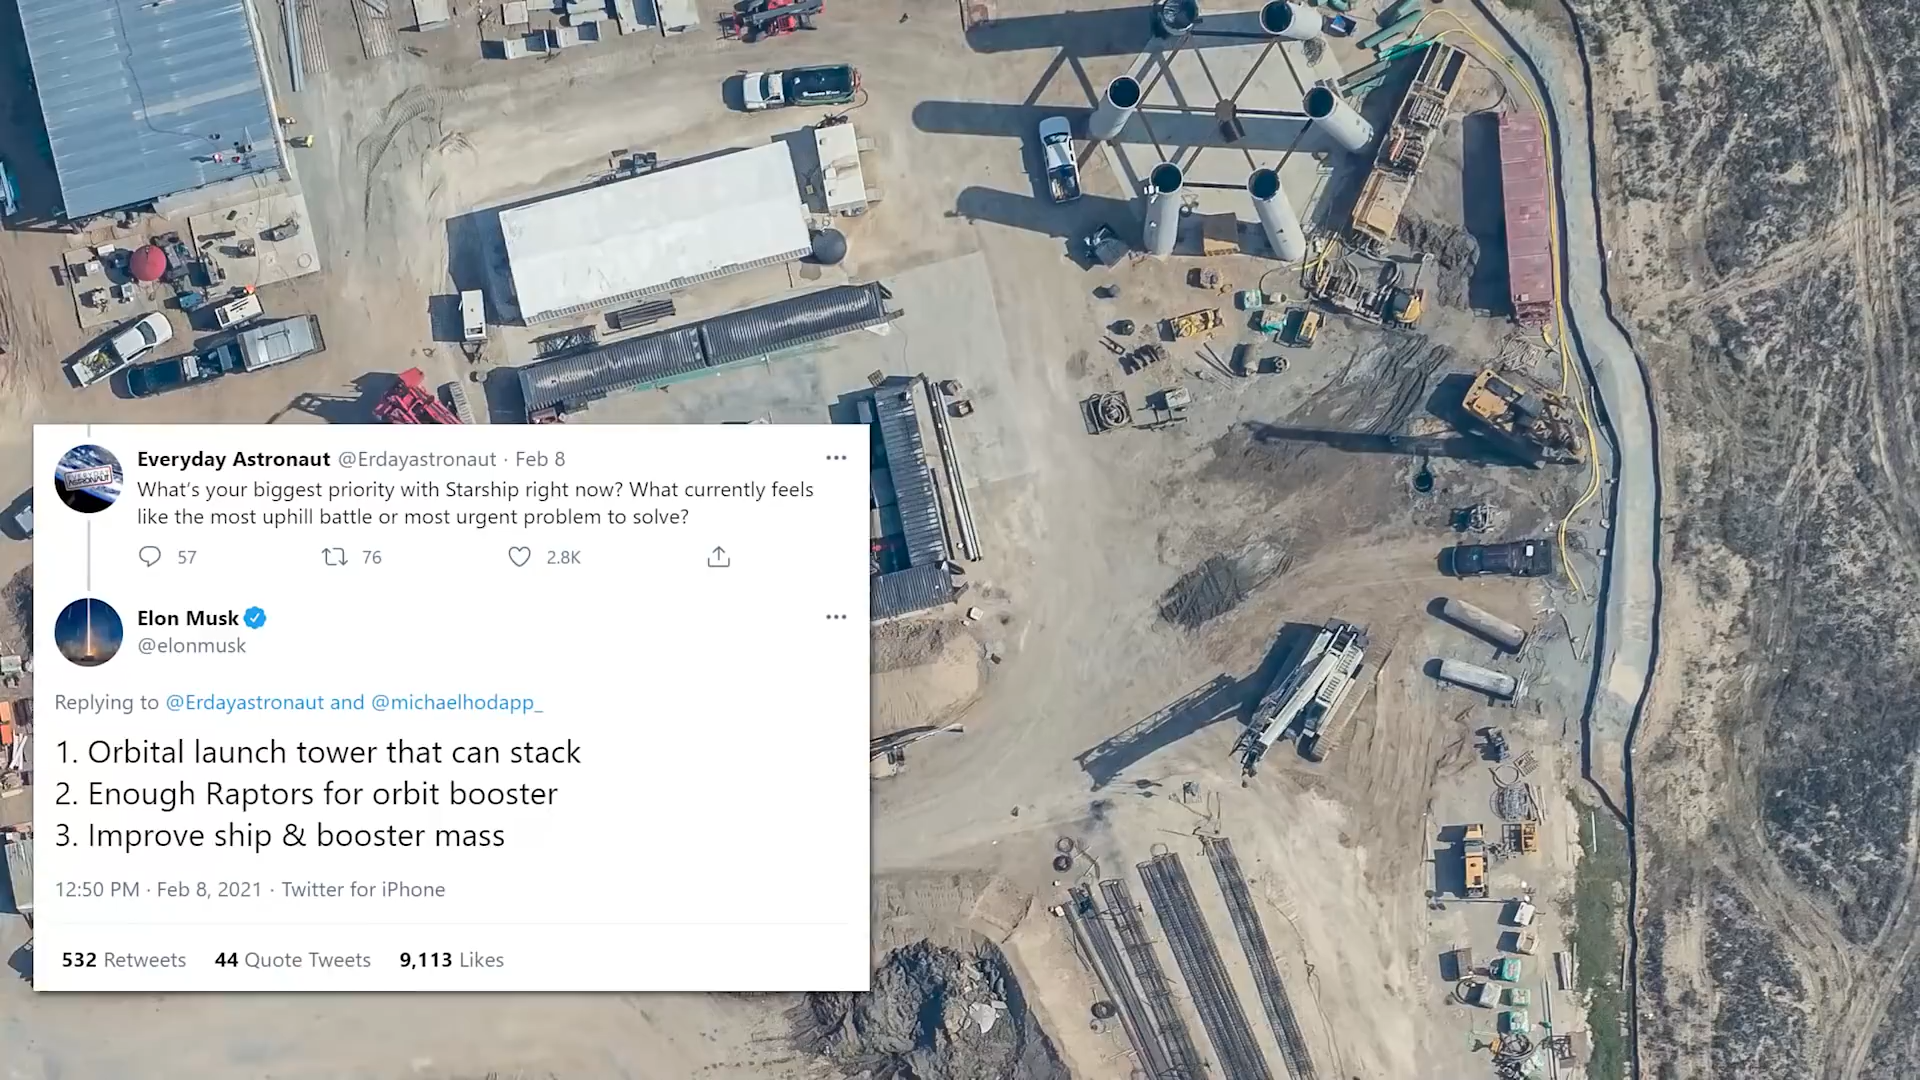 Everyday Astronaut @Erdayastronaut · Feb 8
What's your biggest priority with Starship right now? What currently feels
like the most uphill battle or most urgent problem to solve?
57 76 2.8K
Elon Musk
@elonmusk
Replying to @Erdayastronaut and @michaelhodapp_
1. Orbital launch tower that can stack
2. Enough Raptors for orbit booster
3. Improve ship & booster mass
12:50 PM · Feb 8, 2021 · Twitter for iPhone
532 Retweets 44 Quote Tweets 9,113 Likes